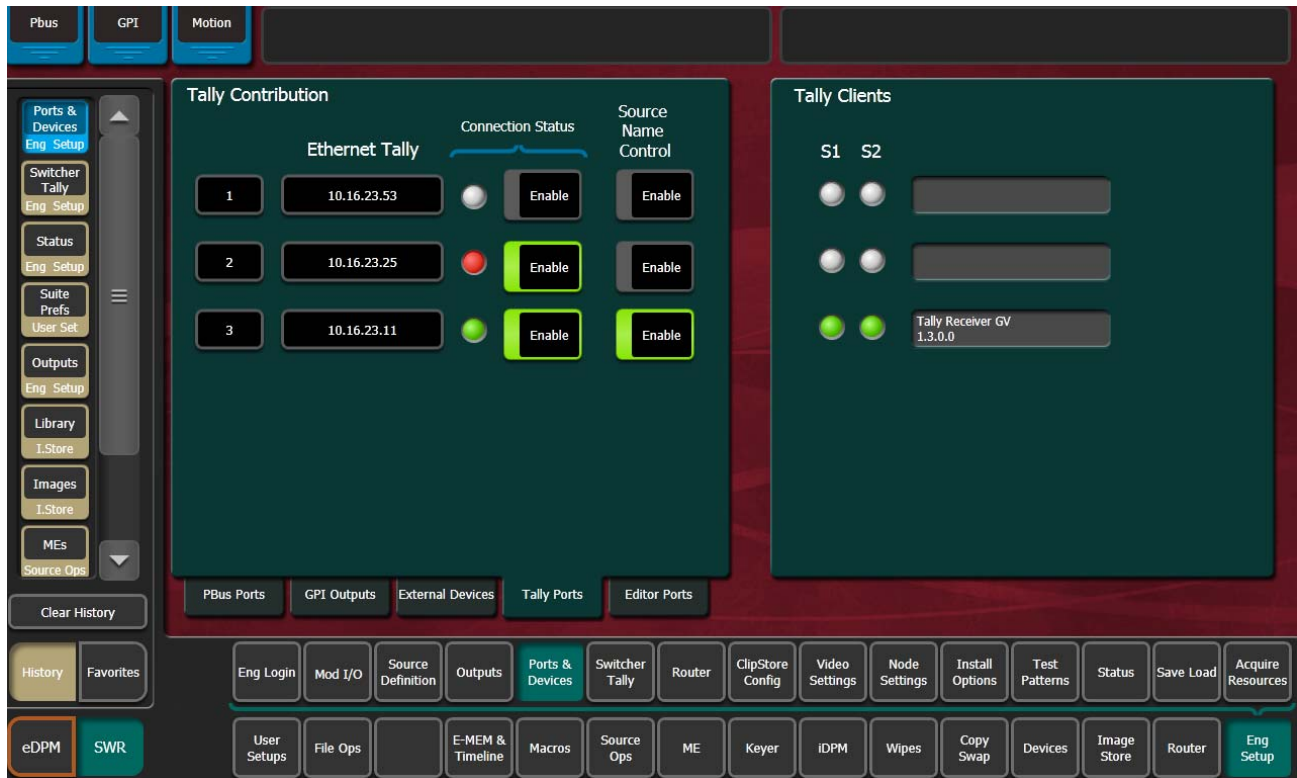 Pbus
GPI
Motion
Ports &
Devices
Eng Setup
Switcher
Tally
Eng Setup
Status
Eng Setup
Suite
Prefs
User Set
Outputs
Eng Setup
Library
I.Store
Images
I.Store
MEs
Source Ops
Clear History
History
Favorites
eDPM
SWR
Tally Contribution
Ethernet Tally
Connection Status
Source
Name
Control
1
10.16.23.53
Enable
Enable
2
10.16.23.25
Enable
Enable
3
10.16.23.11
Enable
Enable
PBus Ports
GPI Outputs
External Devices
Tally Ports
Editor Ports
Tally Clients
S1 S2
Tally Receiver GV
1.3.0.0
Eng Login
Mod I/O
Source
Definition
Outputs
Ports &
Devices
Switcher
Tally
Router
ClipStore
Config
Video
Settings
Node
Settings
Install
Options
Test
Patterns
Status
Save Load
Acquire
Resources
User
Setups
File Ops
E-MEM &
Timeline
Macros
Source
Ops
ME
Keyer
iDPM
Wipes
Copy
Swap
Devices
Image
Store
Router
Eng
Setup